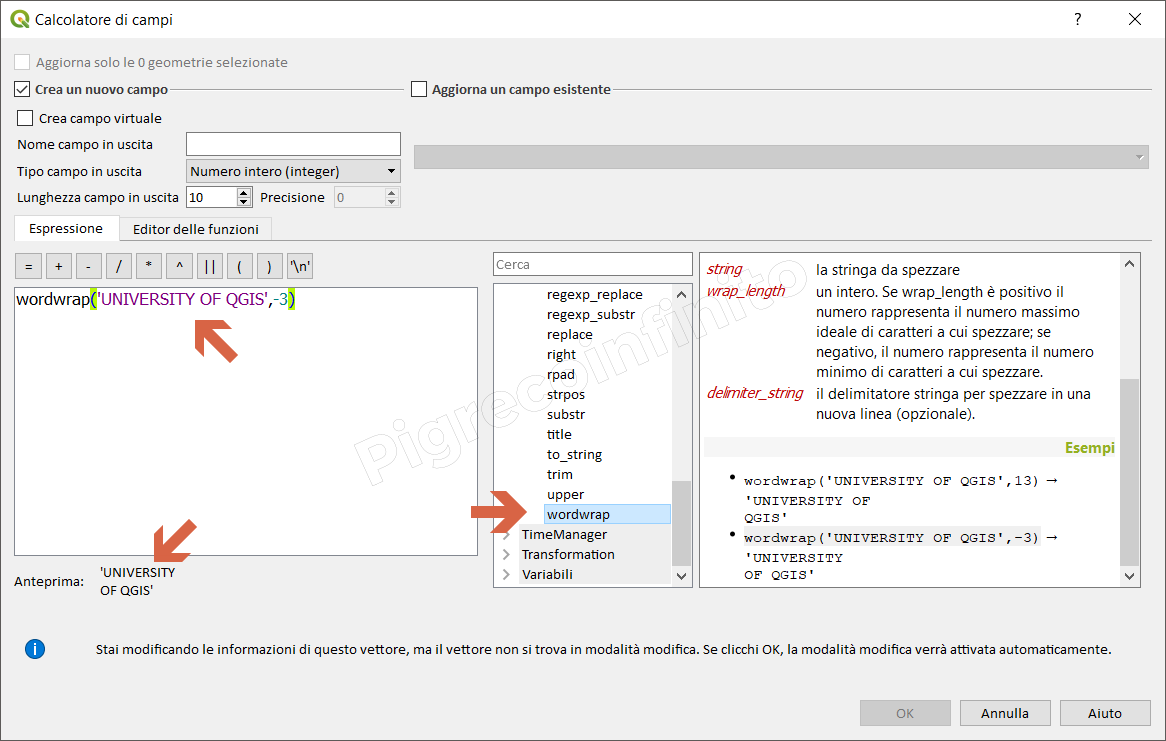 Calcolatore di campi
?
Aggiorna solo le 0 geometrie selezionate
Crea un nuovo campo
Aggiorna un campo esistente
Crea campo virtuale
Nome campo in uscita
Tipo campo in uscita
Numero intero (integer)
Lunghezza campo in uscita
10
Precisione
0
Espressione
Editor delle funzioni
= + - / * ^ || ( ) '\n'
wordwrap('UNIVERSITY OF QGIS',-3)
Anteprima:
'UNIVERSITY
OF QGIS'
Cerca
regexp_replace
regexp_substr
replace
right
rpad
strpos
substr
title
to_string
trim
upper
wordwrap
TimeManager
Transformation
Variabili
string
la stringa da spezzare
wrap_length
un intero. Se wrap_length è positivo il
numero rappresenta il numero massimo
ideale di caratteri a cui spezzare; se
negativo, il numero rappresenta il numero
minimo di caratteri a cui spezzare.
delimiter_string
il delimitatore stringa per spezzare in una
nuova linea (opzionale).
Esempi
• wordwrap('UNIVERSITY OF QGIS',13) →
'UNIVERSITY OF
QGIS'
• wordwrap('UNIVERSITY OF QGIS',-3) →
'UNIVERSITY
OF QGIS'
Pigrecoinfinito
i
Stai modificando le informazioni di questo vettore, ma il vettore non si trova in modalità modifica. Se clicchi OK, la modalità modifica verrà attivata automaticamente.
OK
Annulla
Aiuto